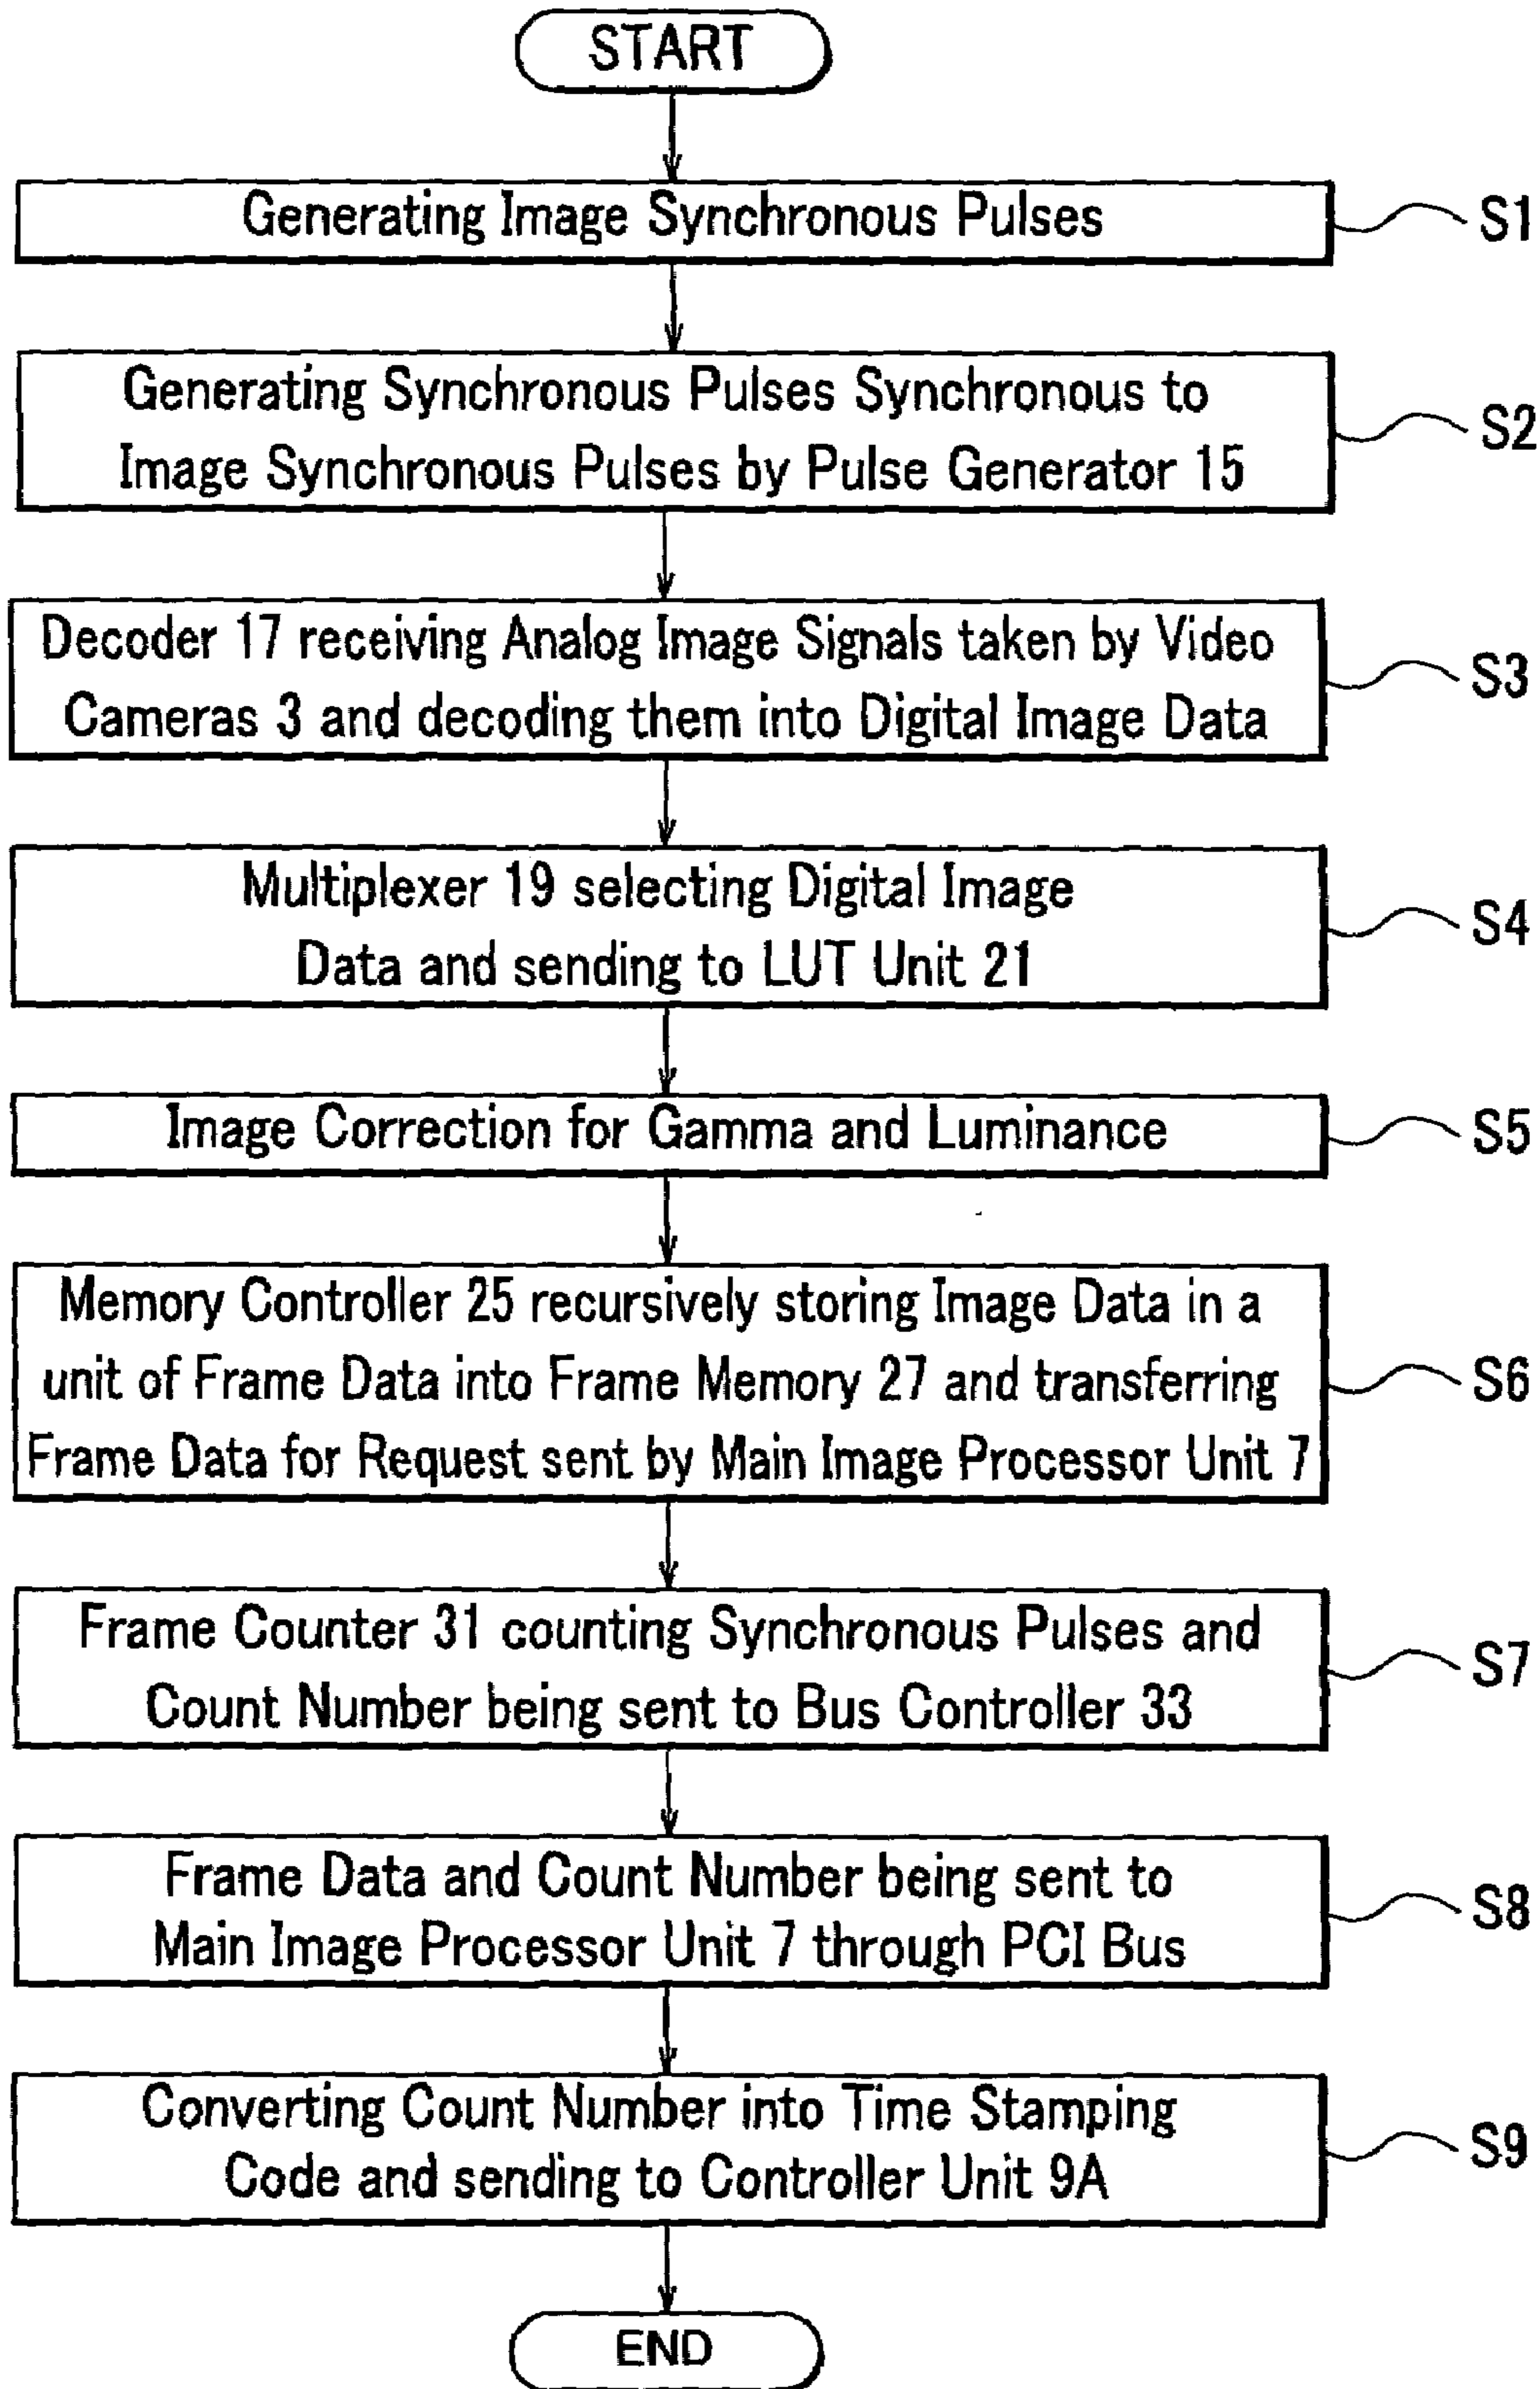 START
Generating Image Synchronous Pulses
S1
Generating Synchronous Pulses Synchronous to
Image Synchronous Pulses by Pulse Generator 15
S2
Decoder 17 receiving Analog Image Signals taken by Video
Cameras 3 and decoding them into Digital Image Data
S3
Multiplexer 19 selecting Digital Image
Data and sending to LUT Unit 21
S4
Image Correction for Gamma and Luminance
S5
Memory Controller 25 recursively storing Image Data in a
unit of Frame Data into Frame Memory 27 and transferring
Frame Data for Request sent by Main Image Processor Unit 7
S6
Frame Counter 31 counting Synchronous Pulses and
Count Number being sent to Bus Controller 33
S7
Frame Data and Count Number being sent to
Main Image Processor Unit 7 through PCI Bus
S8
Converting Count Number into Time Stamping
Code and sending to Controller Unit 9A
S9
END